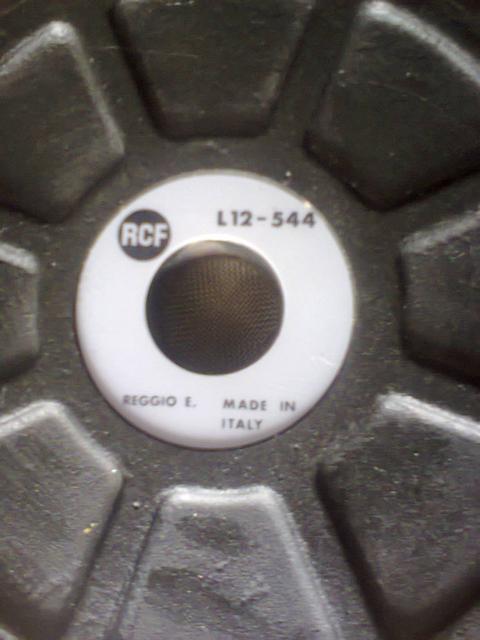 L12-544
RCF
REGGIO E. MADE IN
ITALY